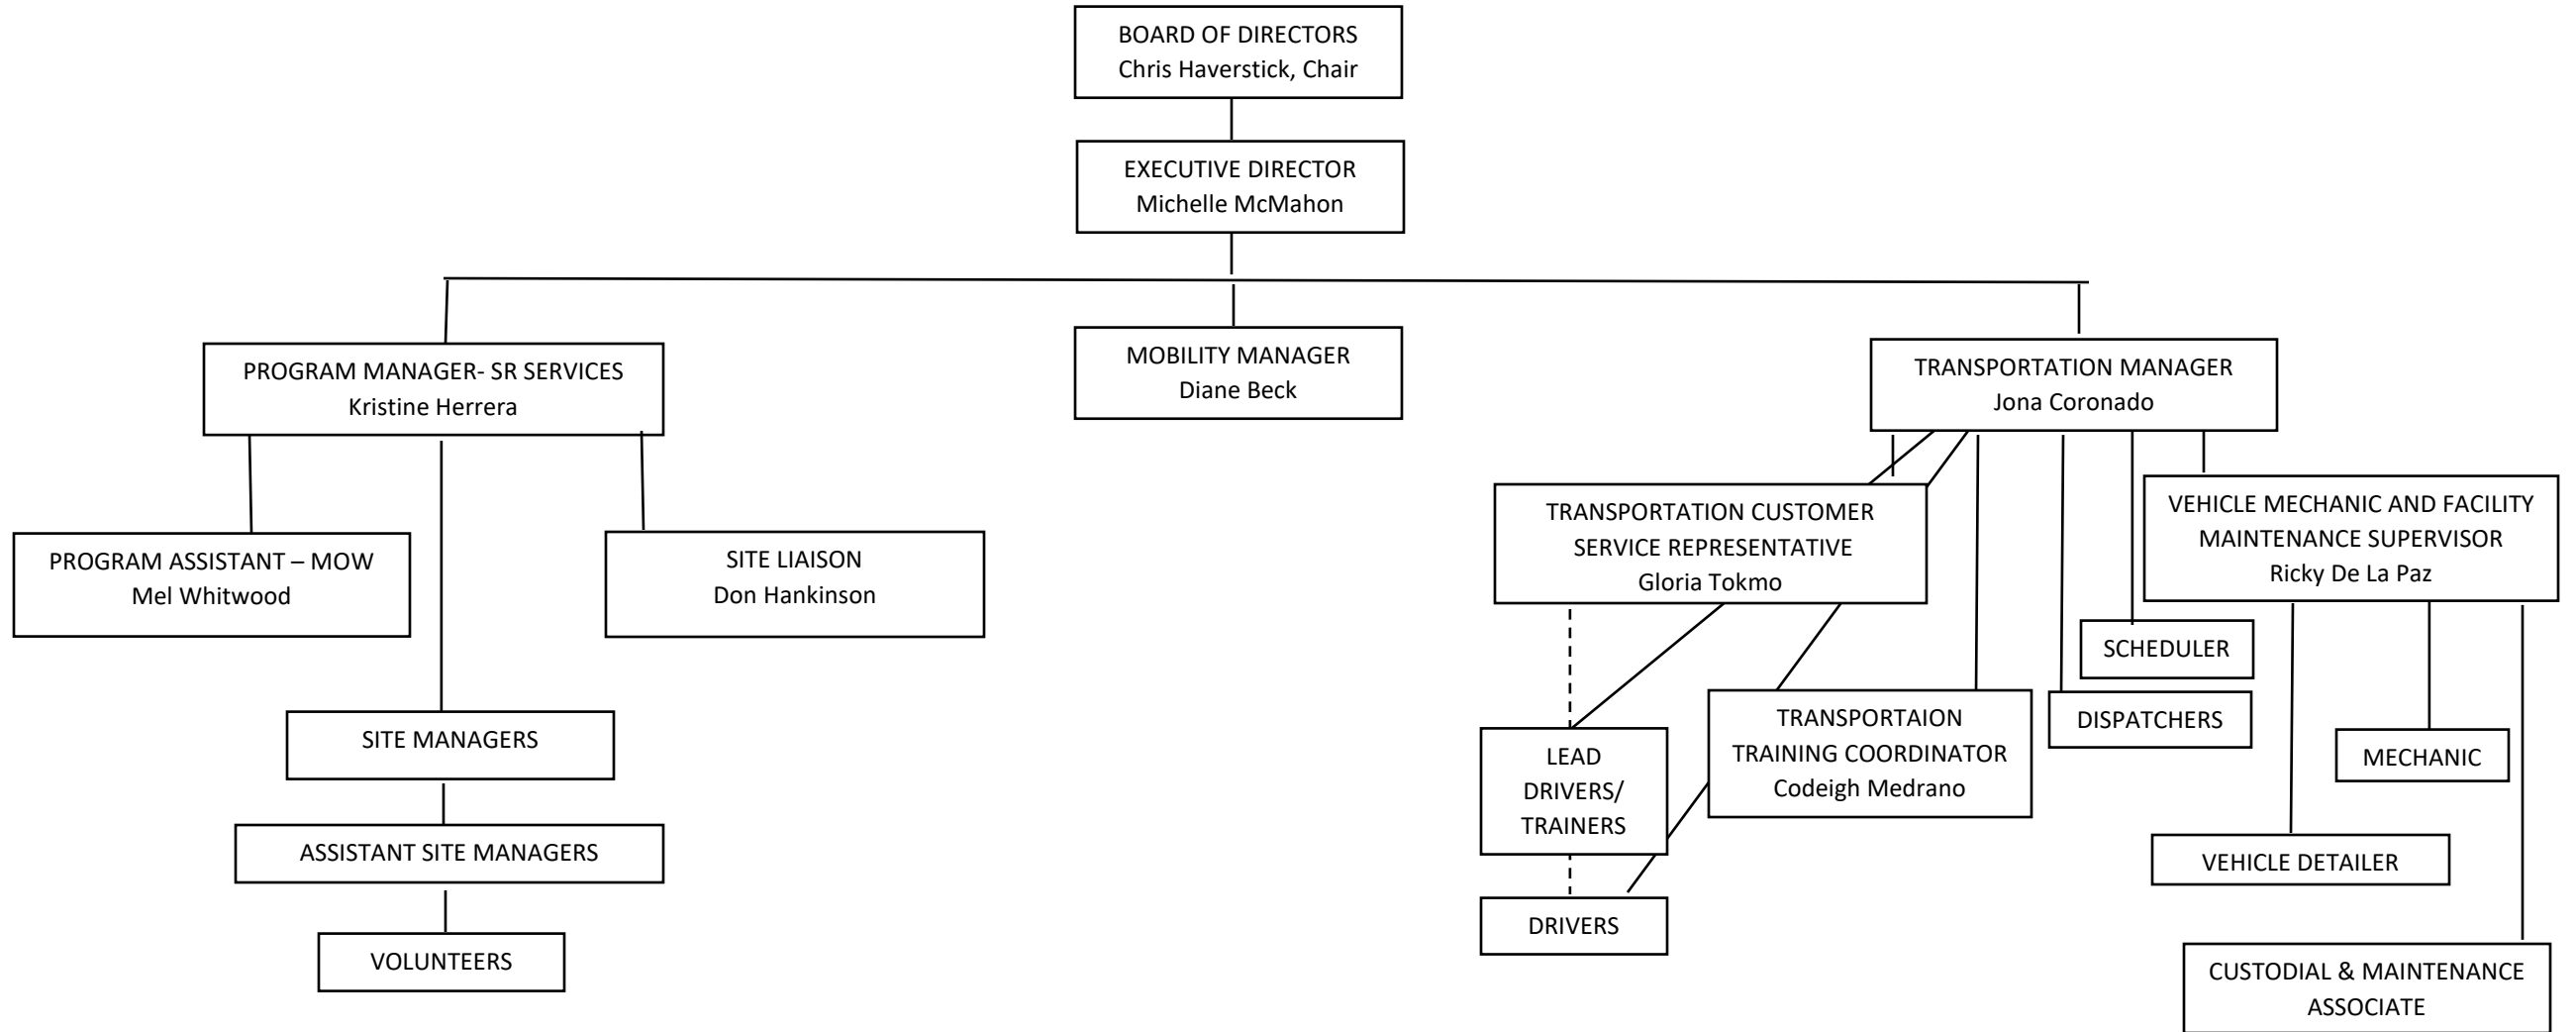 BOARD OF DIRECTORS
Chris Haverstick, Chair
EXECUTIVE DIRECTOR
Michelle McMahon
PROGRAM MANAGER- SR SERVICES
Kristine Herrera
MOBILITY MANAGER
Diane Beck
TRANSPORTATION MANAGER
Jona Coronado
PROGRAM ASSISTANT – MOW
Mel Whitwood
SITE LIAISON
Don Hankinson
TRANSPORTATION CUSTOMER
SERVICE REPRESENTATIVE
Gloria Tokmo
VEHICLE MECHANIC AND FACILITY
MAINTENANCE SUPERVISOR
Ricky De La Paz
SCHEDULER
SITE MANAGERS
LEAD
DRIVERS/
TRAINERS
TRANSPORTAION
TRAINING COORDINATOR
Codeigh Medrano
DISPATCHERS
MECHANIC
ASSISTANT SITE MANAGERS
VEHICLE DETAILER
DRIVERS
VOLUNTEERS
CUSTODIAL & MAINTENANCE
ASSOCIATE